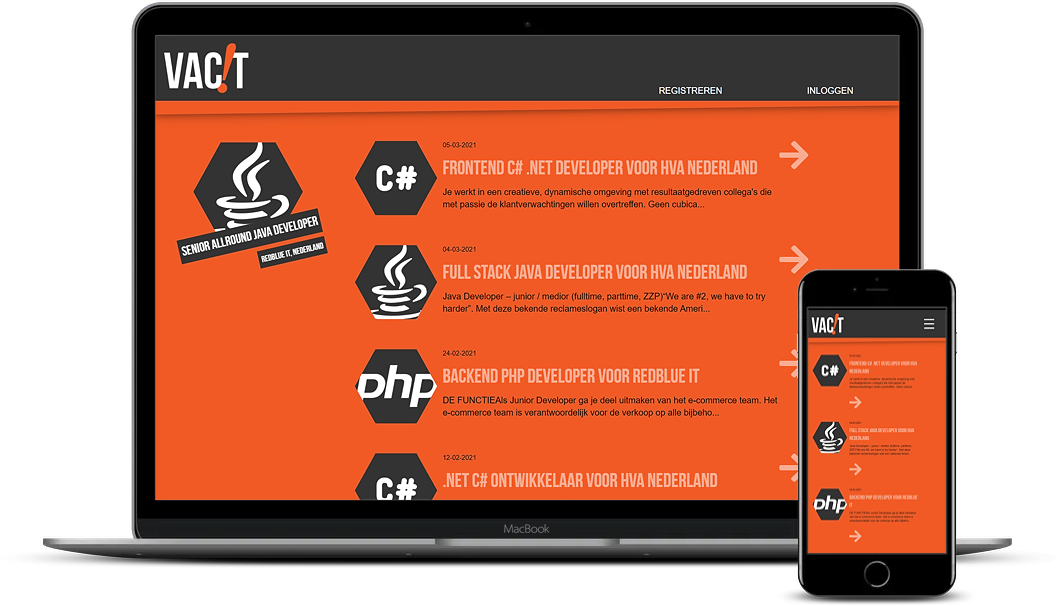 VAC!T
REGISTREREN
INLOGGEN
SENIOR ALLROUND JAVA DEVELOPER
REDBLUE IT, NEDERLAND
C#
05-03-2021
FRONTEND C# .NET DEVELOPER VOOR HVA NEDERLAND
Je werkt in een creatieve, dynamische omgeving met resultaatgedreven collega's die
met passie de klantverwachtingen willen overtreffen. Geen cubica...
04-03-2021
FULL STACK JAVA DEVELOPER VOOR HVA NEDERLAND
Java Developer – junior / medior (fulltime, parttime, ZZP)“We are #2, we have to try
harder”. Met deze bekende reclameslogan wist een bekende Ameri...
php
24-02-2021
BACKEND PHP DEVELOPER VOOR REDBLUE IT
DE FUNCTIEAls Junior Developer ga je deel uitmaken van het e-commerce team. Het
e-commerce team is verantwoordelijk voor de verkoop op alle bijbeho...
C#
12-02-2021
.NET C# ONTWIKKELAAR VOOR HVA NEDERLAND
MacBook
VAC!T
C#
FRONTEND C# .NET DEVELOPER VOOR HVA
NEDERLAND
FULL STACK JAVA DEVELOPER VOOR HVA
NEDERLAND
php
BACKEND PHP DEVELOPER VOOR REDBLUE
IT